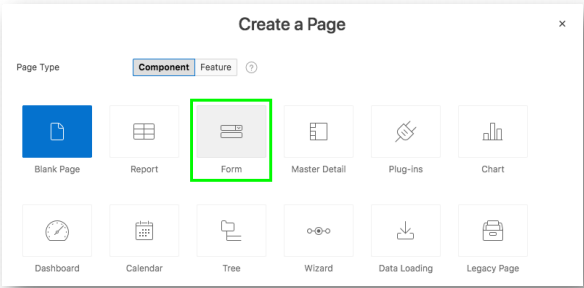 Create a Page
×
Page Type Component Feature ?
Blank Page Report Form Master Detail Plug-ins Chart
Dashboard Calendar Tree Wizard Data Loading Legacy Page